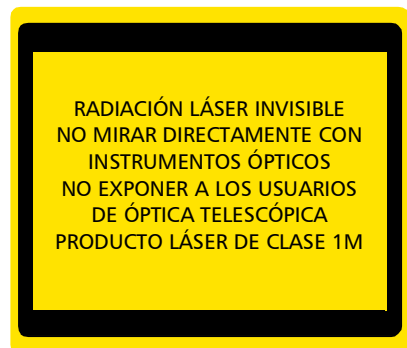 RADIACIÓN LÁSER INVISIBLE
NO MIRAR DIRECTAMENTE CON
INSTRUMENTOS ÓPTICOS
NO EXPONER A LOS USUARIOS
DE ÓPTICA TELESCÓPICA
PRODUCTO LÁSER DE CLASE 1M